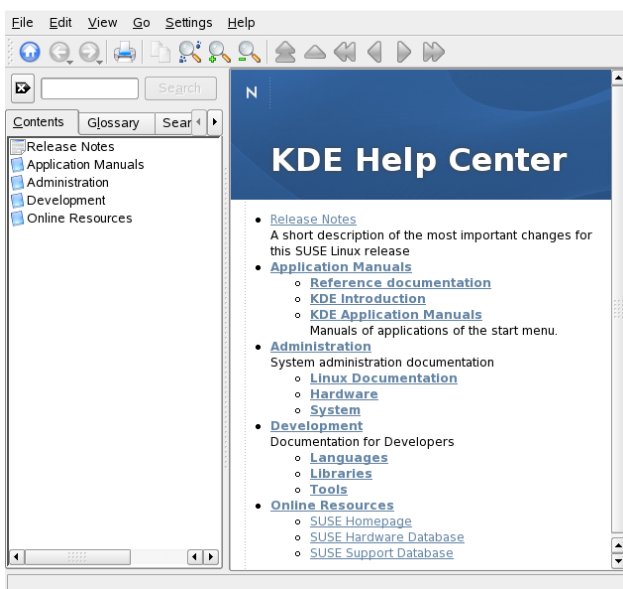 File Edit View Go Settings Help
Search
Contents Glossary Sear
Release Notes
Application Manuals
Administration
Development
Online Resources
N
KDE Help Center
Release Notes
A short description of the most important changes for
this SUSE Linux release
Application Manuals
Reference documentation
KDE Introduction
KDE Application Manuals
Manuals of applications of the start menu.
Administration
System administration documentation
Linux Documentation
Hardware
System
Development
Documentation for Developers
Languages
Libraries
Tools
Online Resources
SUSE Homepage
SUSE Hardware Database
SUSE Support Database